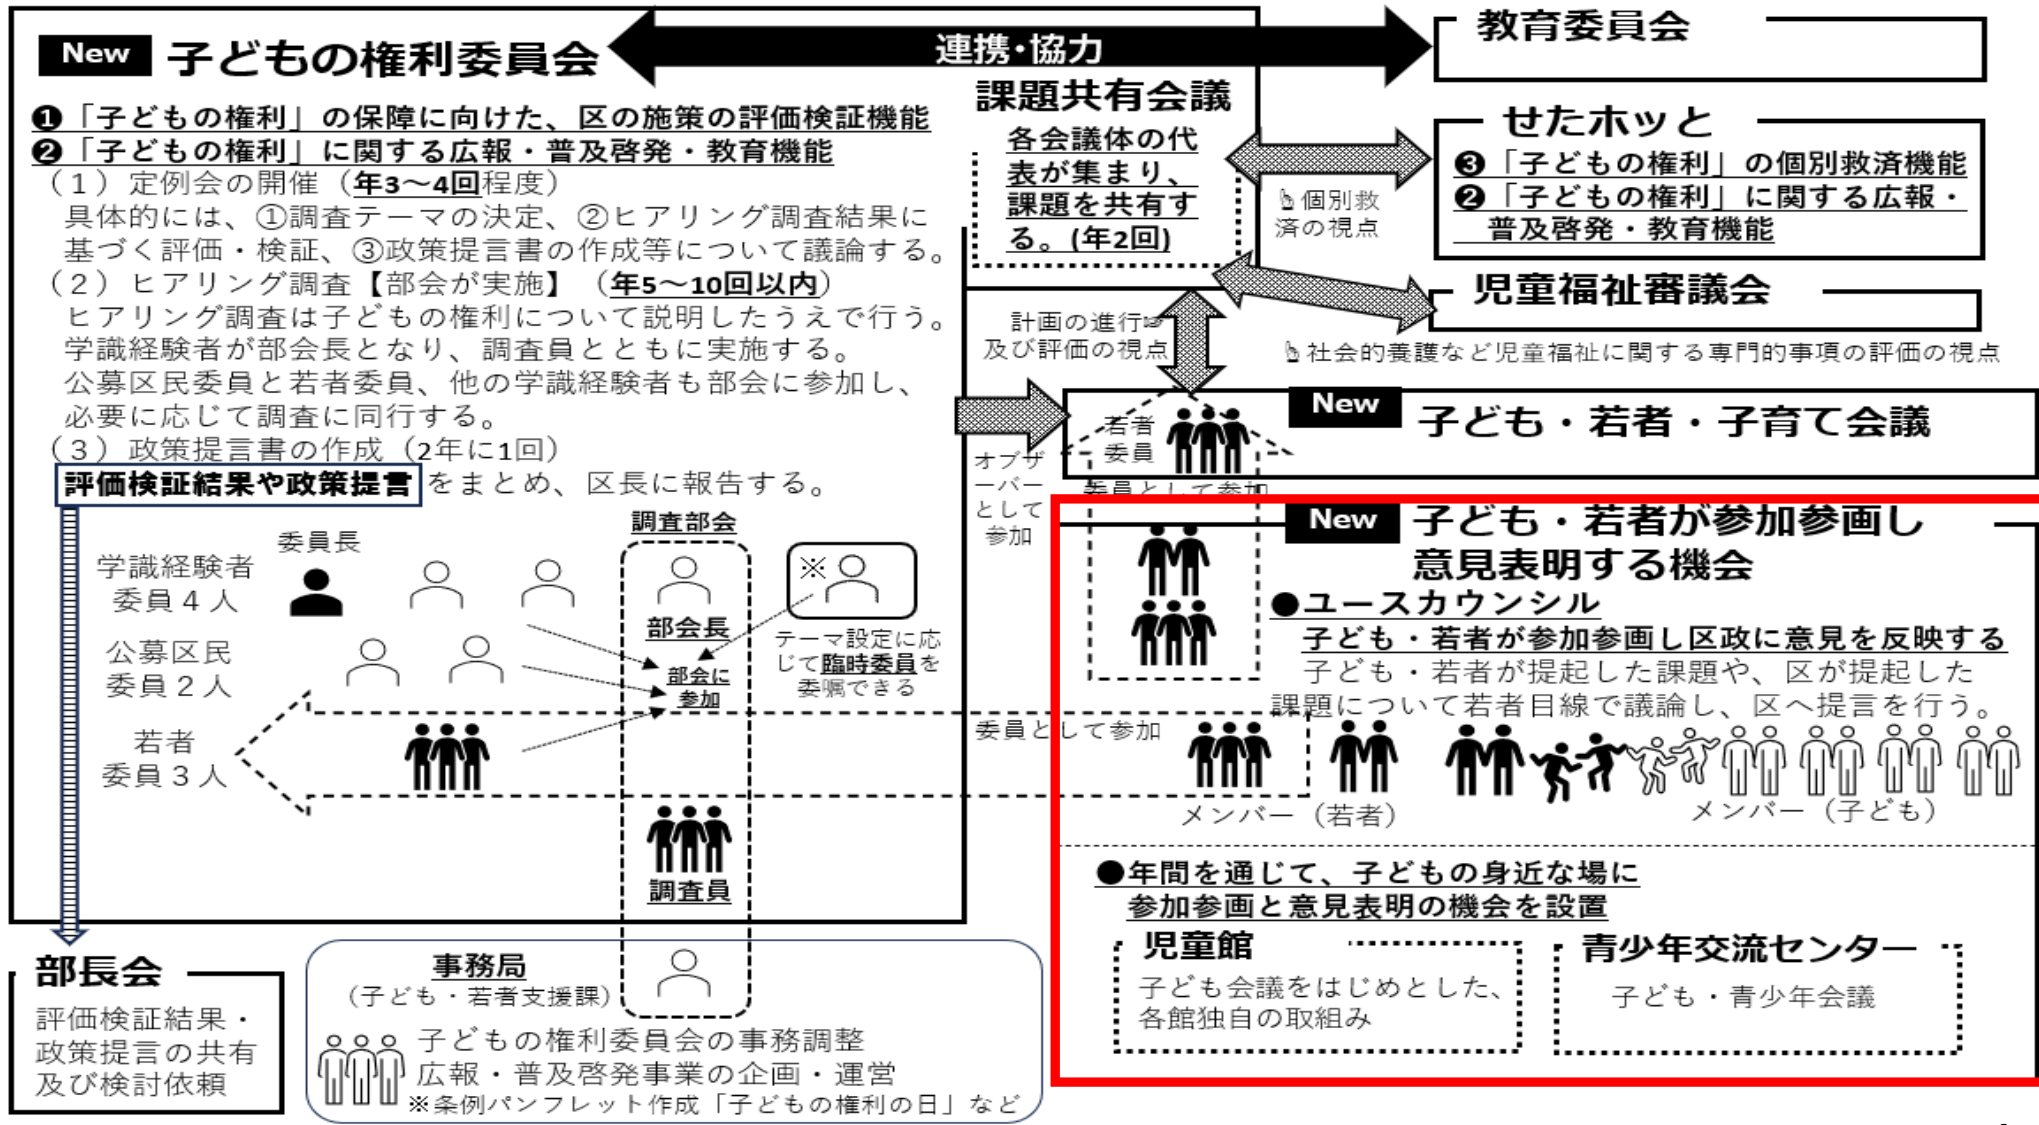 New 子どもの権利委員会
連携・協力
教育委員会
❶「子どもの権利」の保障に向けた、区の施策の評価検証機能
❷「子どもの権利」に関する広報・普及啓発・教育機能
(1)定例会の開催(年3～4回程度)
具体的には、①調査テーマの決定、②ヒアリング調査結果に
基づく評価・検証、③政策提言書の作成等について議論する。
(2)ヒアリング調査【部会が実施】(年5～10回以内)
ヒアリング調査は子どもの権利について説明したうえで行う。
学識経験者が部会長となり、調査員とともに実施する。
公募区民委員と若者委員、他の学識経験者も部会に参加し、
必要に応じて調査に同行する。
(3)政策提言書の作成(2年に1回)
評価検証結果や政策提言をまとめ、区長に報告する。
課題共有会議
各会議体の代
表が集まり、
課題を共有す
る。(年2回)
せたホッと
❸「子どもの権利」の個別救済機能
❷「子どもの権利」に関する広報・
普及啓発・教育機能
👆個別救
済の視点
児童福祉審議会
👆社会的養護など児童福祉に関する専門的事項の評価の視点
計画の進行👉
及び評価の視点
New 子ども・若者・子育て会議
若者
委員
オブザ
ーバー
として
参加
委員として参加
調査部会
委員長
学識経験者
委員4人
公募区民
委員2人
若者
委員3人
部会長
部会に
参加
※
テーマ設定に応
じて臨時委員を
委嘱できる
調査員
委員として参加
New 子ども・若者が参加参画し
意見表明する機会
●ユースカウンシル
子ども・若者が参加参画し区政に意見を反映する
子ども・若者が提起した課題や、区が提起した
課題について若者目線で議論し、区へ提言を行う。
メンバー(若者)
メンバー(子ども)
●年間を通じて、子どもの身近な場に
参加参画と意見表明の機会を設置
児童館
子ども会議をはじめとした、
各館独自の取組み
青少年交流センター
子ども・青少年会議
部長会
評価検証結果・
政策提言の共有
及び検討依頼
事務局
(子ども・若者支援課)
子どもの権利委員会の事務調整
広報・普及啓発事業の企画・運営
※条例パンフレット作成「子どもの権利の日」など